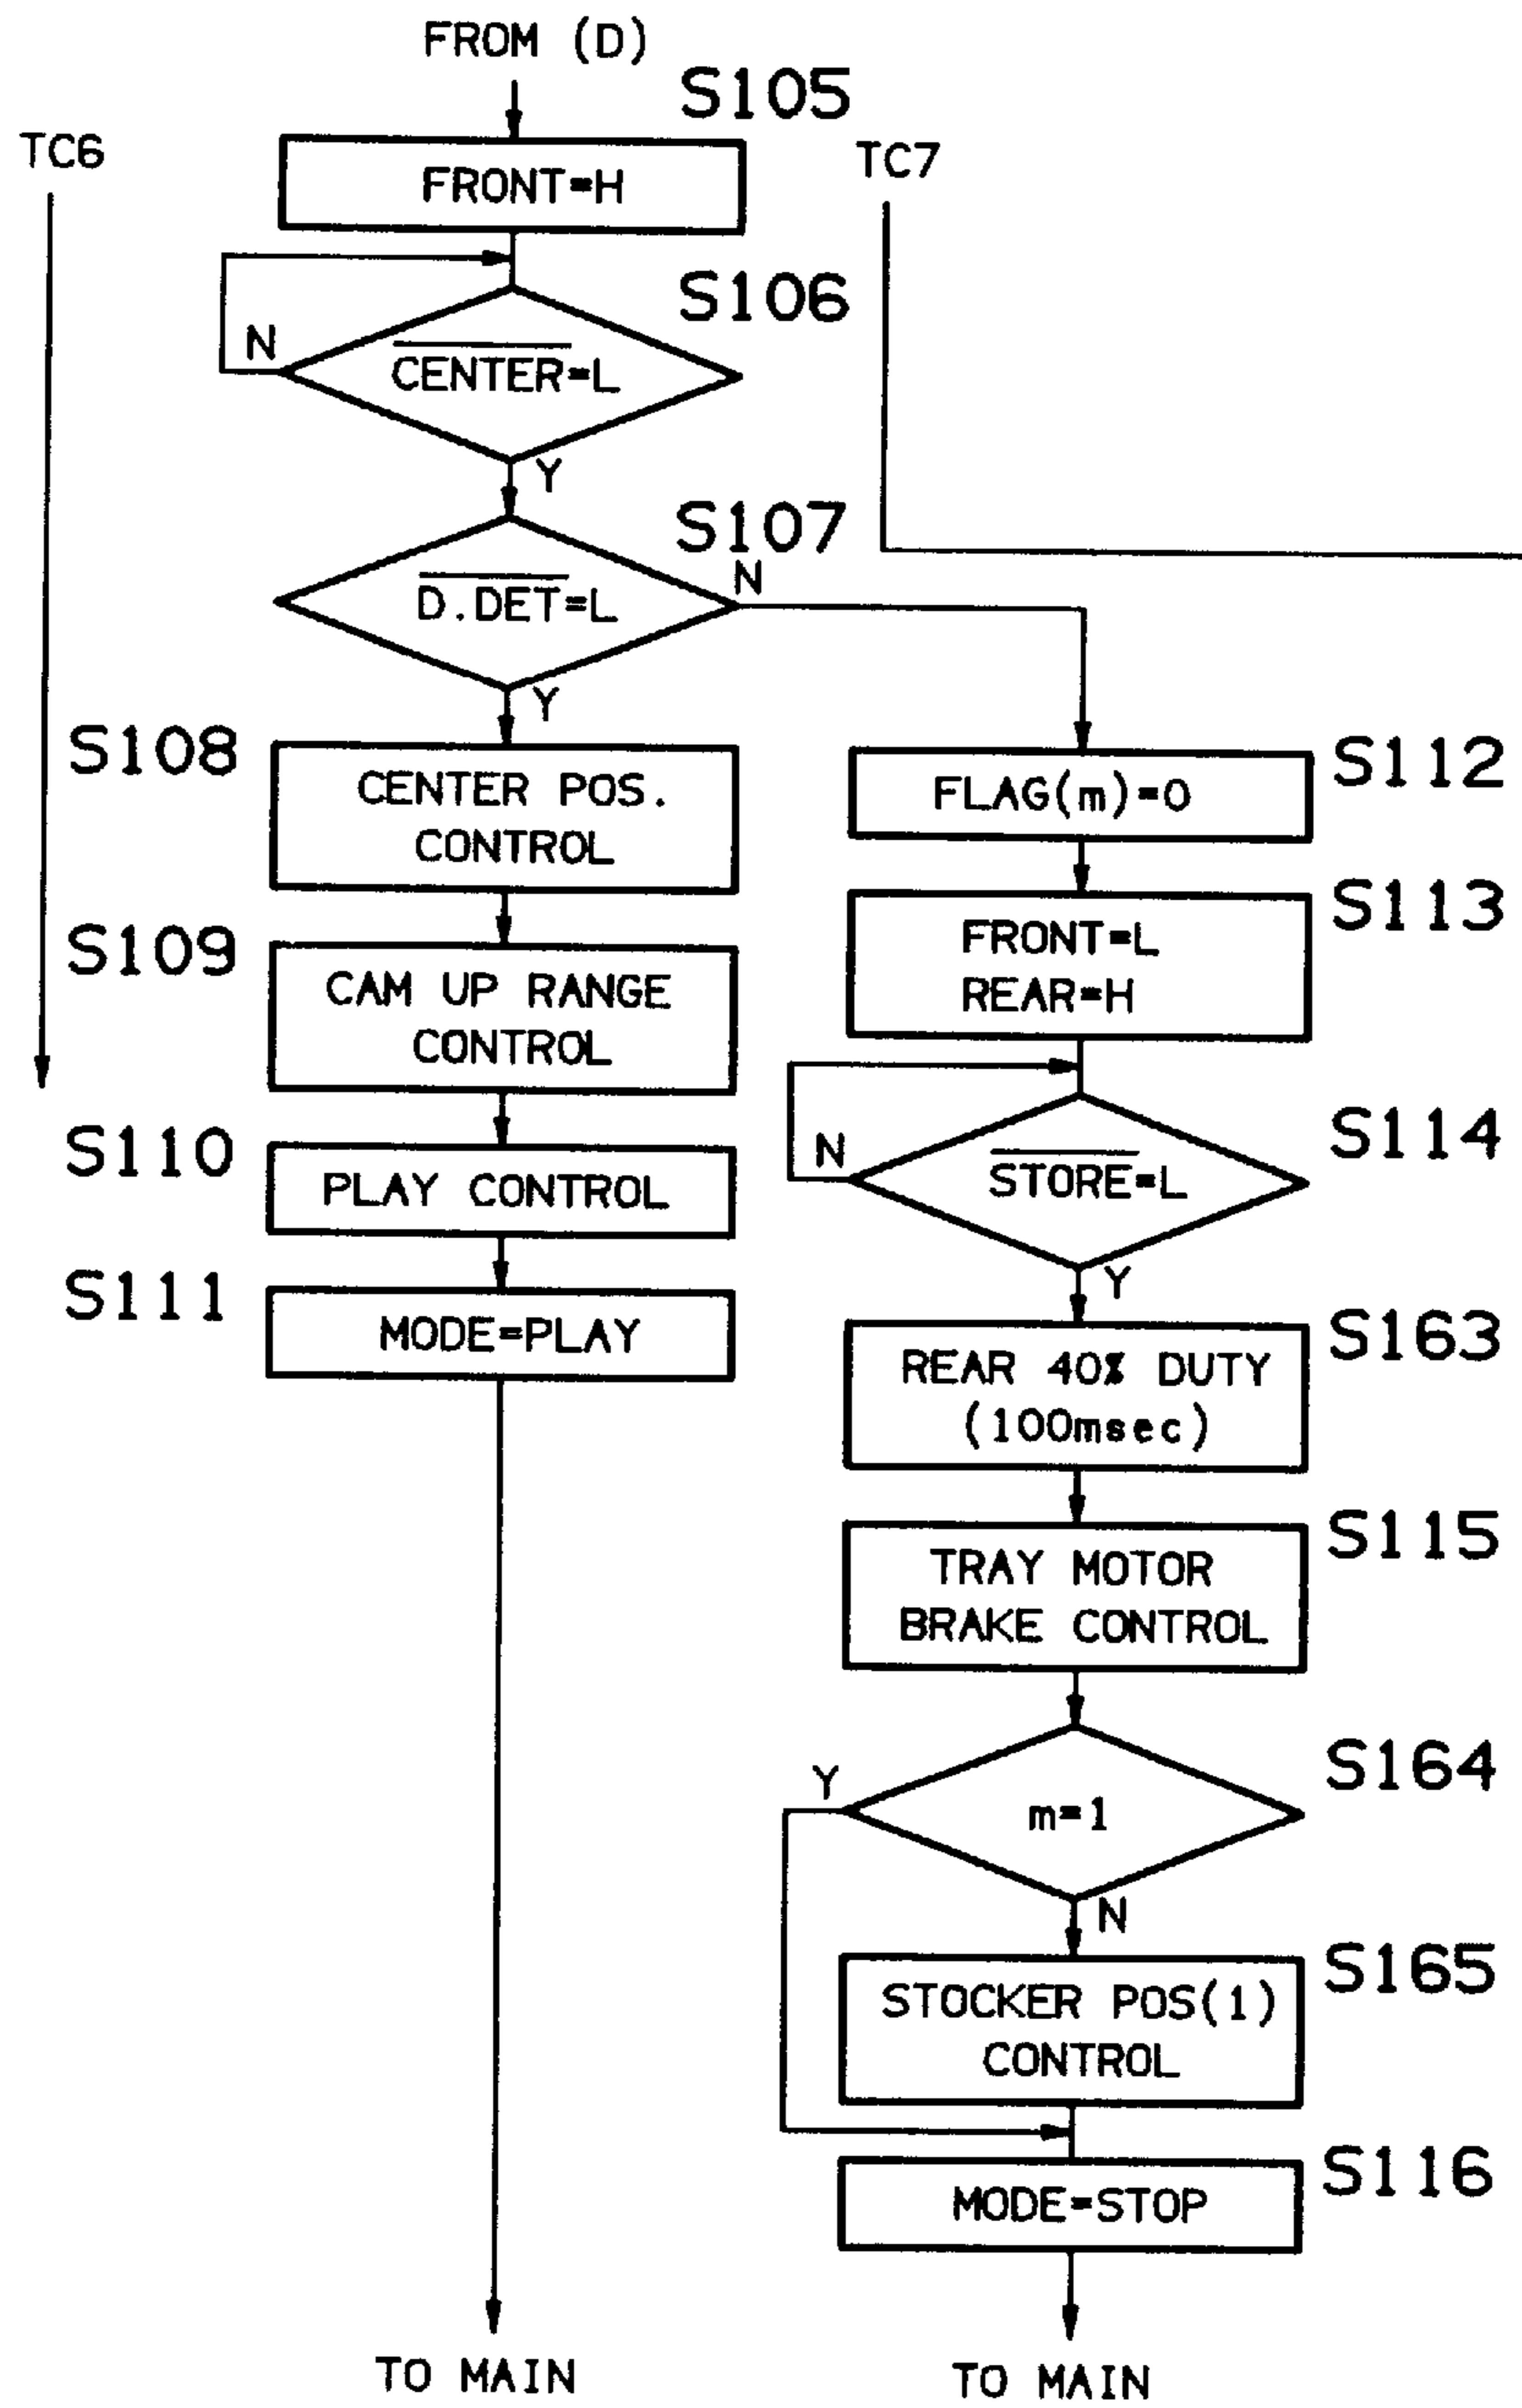 FROM (D)
S105
TC6
TC7
FRONT=H
S106
N
CENTER=L
Y
S107
N
D.DET=L
Y
S108
CENTER POS.
CONTROL
S112
FLAG(m)=0
S109
CAM UP RANGE
CONTROL
S113
FRONT=L
REAR=H
S110
PLAY CONTROL
S114
N
STORE=L
Y
S111
MODE=PLAY
S163
REAR 40% DUTY
(100msec)
S115
TRAY MOTOR
BRAKE CONTROL
S164
Y
m=1
N
S165
STOCKER POS(1)
CONTROL
S116
MODE=STOP
TO MAIN
TO MAIN